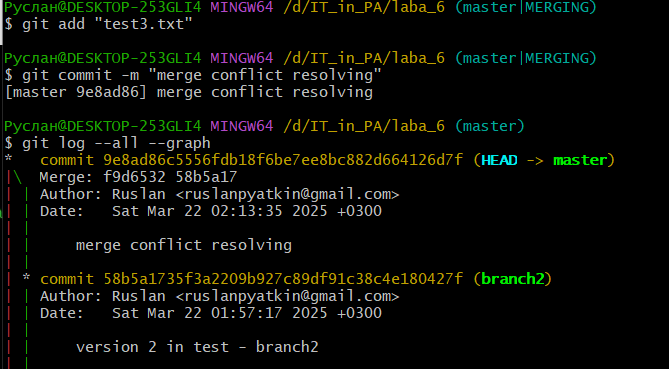 Руслан@DESKTOP-253GLI4 MINGW64 /d/IT_in_PA/laba_6 (master|MERGING)
$ git add "test3.txt"
Руслан@DESKTOP-253GLI4 MINGW64 /d/IT_in_PA/laba_6 (master|MERGING)
$ git commit -m "merge conflict resolving"
[master 9e8ad86] merge conflict resolving
Руслан@DESKTOP-253GLI4 MINGW64 /d/IT_in_PA/laba_6 (master)
$ git log --all --graph
*   commit 9e8ad86c5556fdb18f6be7ee8bc882d664126d7f (HEAD -> master)
|\  Merge: f9d6532 58b5a17
| | Author: Ruslan <ruslanpyatkin@gmail.com>
| | Date:   Sat Mar 22 02:13:35 2025 +0300
| |
| |     merge conflict resolving
| |
| * commit 58b5a1735f3a2209b927c89df91c38c4e180427f (branch2)
| | Author: Ruslan <ruslanpyatkin@gmail.com>
| | Date:   Sat Mar 22 01:57:17 2025 +0300
| |
| |     version 2 in test - branch2
| |